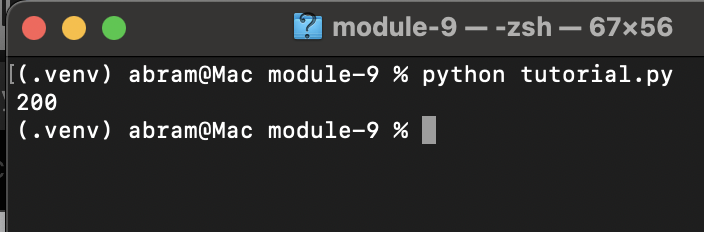 module-9 — -zsh — 67×56
[(.venv) abram@Mac module-9 % python tutorial.py
200
(.venv) abram@Mac module-9 %